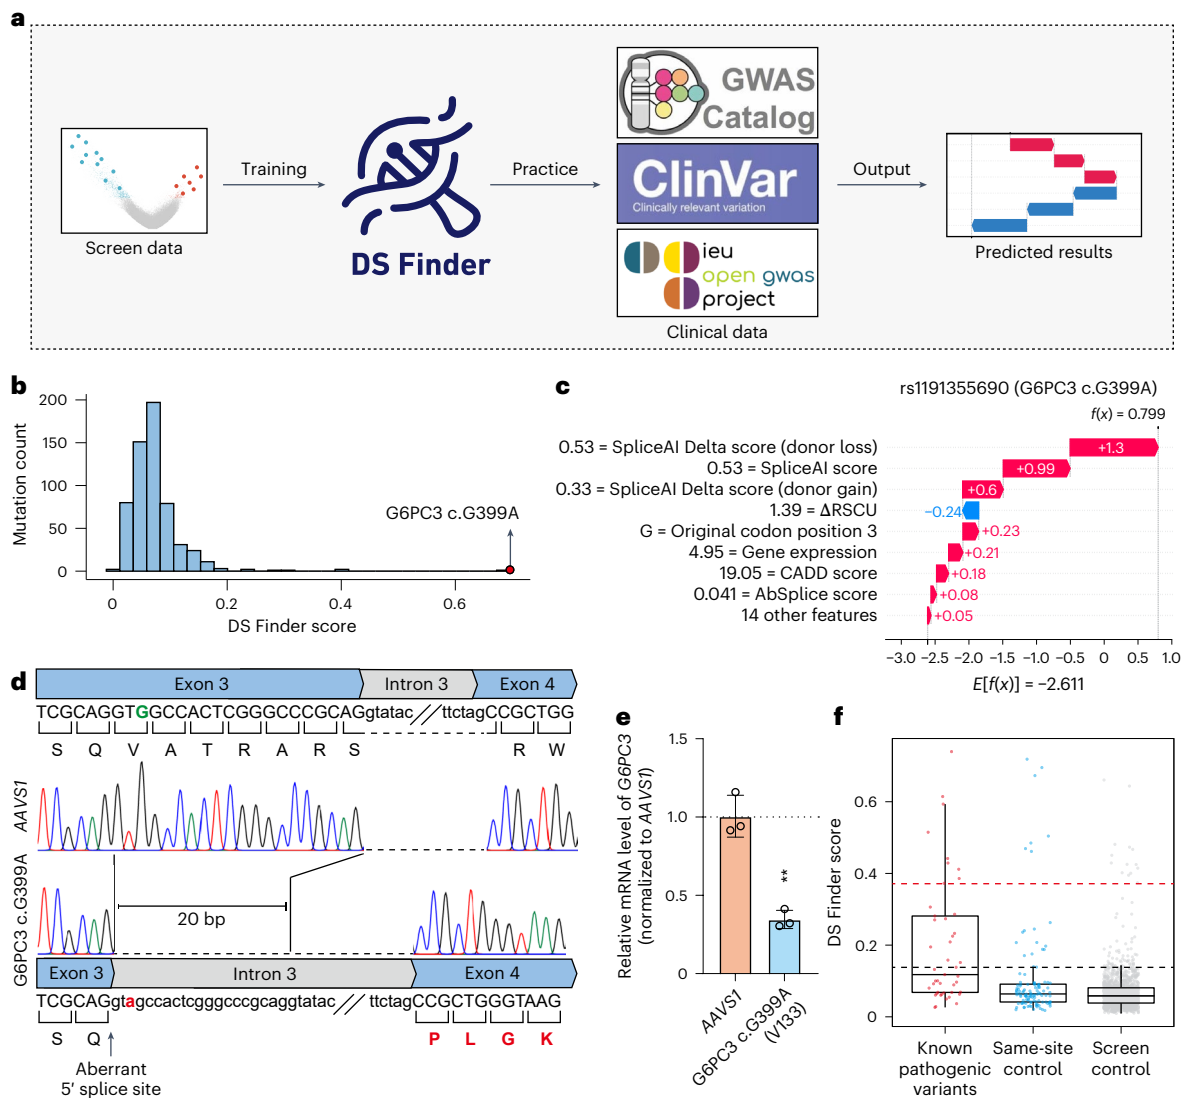 a
Screen data
Training
DS Finder
Practice
GWAS
Catalog
ClinVar
Clinically relevant variation
ieu
open gwas
project
Clinical data
Output
Predicted results
b
Mutation count
200
150
100
50
0
G6PC3 c.G399A
0
0.2
0.4
0.6
DS Finder score
c
rs1191355690 (G6PC3 c.G399A)
f(x) = 0.799
0.53 = SpliceAI Delta score (donor loss)
+1.3
0.53 = SpliceAI score
+0.99
0.33 = SpliceAI Delta score (donor gain)
+0.6
1.39 = ΔRSCU
−0.24
G = Original codon position 3
+0.23
4.95 = Gene expression
+0.21
19.05 = CADD score
+0.18
0.041 = AbSplice score
+0.08
14 other features
+0.05
−3.0 −2.5 −2.0 −1.5 −1.0 −0.5 0 0.5 1.0
E[f(x)] = −2.611
d
Exon 3
Intron 3
Exon 4
TCGCAGGTGGCCACTCGGGCCCGCAGgtatac
ttctagCCGCTGG
S Q V A T R A R S
R W
AAVS1
G6PC3 c.G399A
20 bp
Exon 3
Intron 3
Exon 4
TCGCAGgtagccactcgggcccgcaggtatac
ttctagCCGCTGGGTAAG
S Q
P L G K
Aberrant
5′ splice site
e
Relative mRNA level of G6PC3
(normalized to AAVS1)
1.5
1.0
0.5
0
**
AAVS1
G6PC3 c.G399A
(V133)
f
DS Finder score
0.6
0.4
0.2
0
Known
pathogenic
variants
Same-site
control
Screen
control